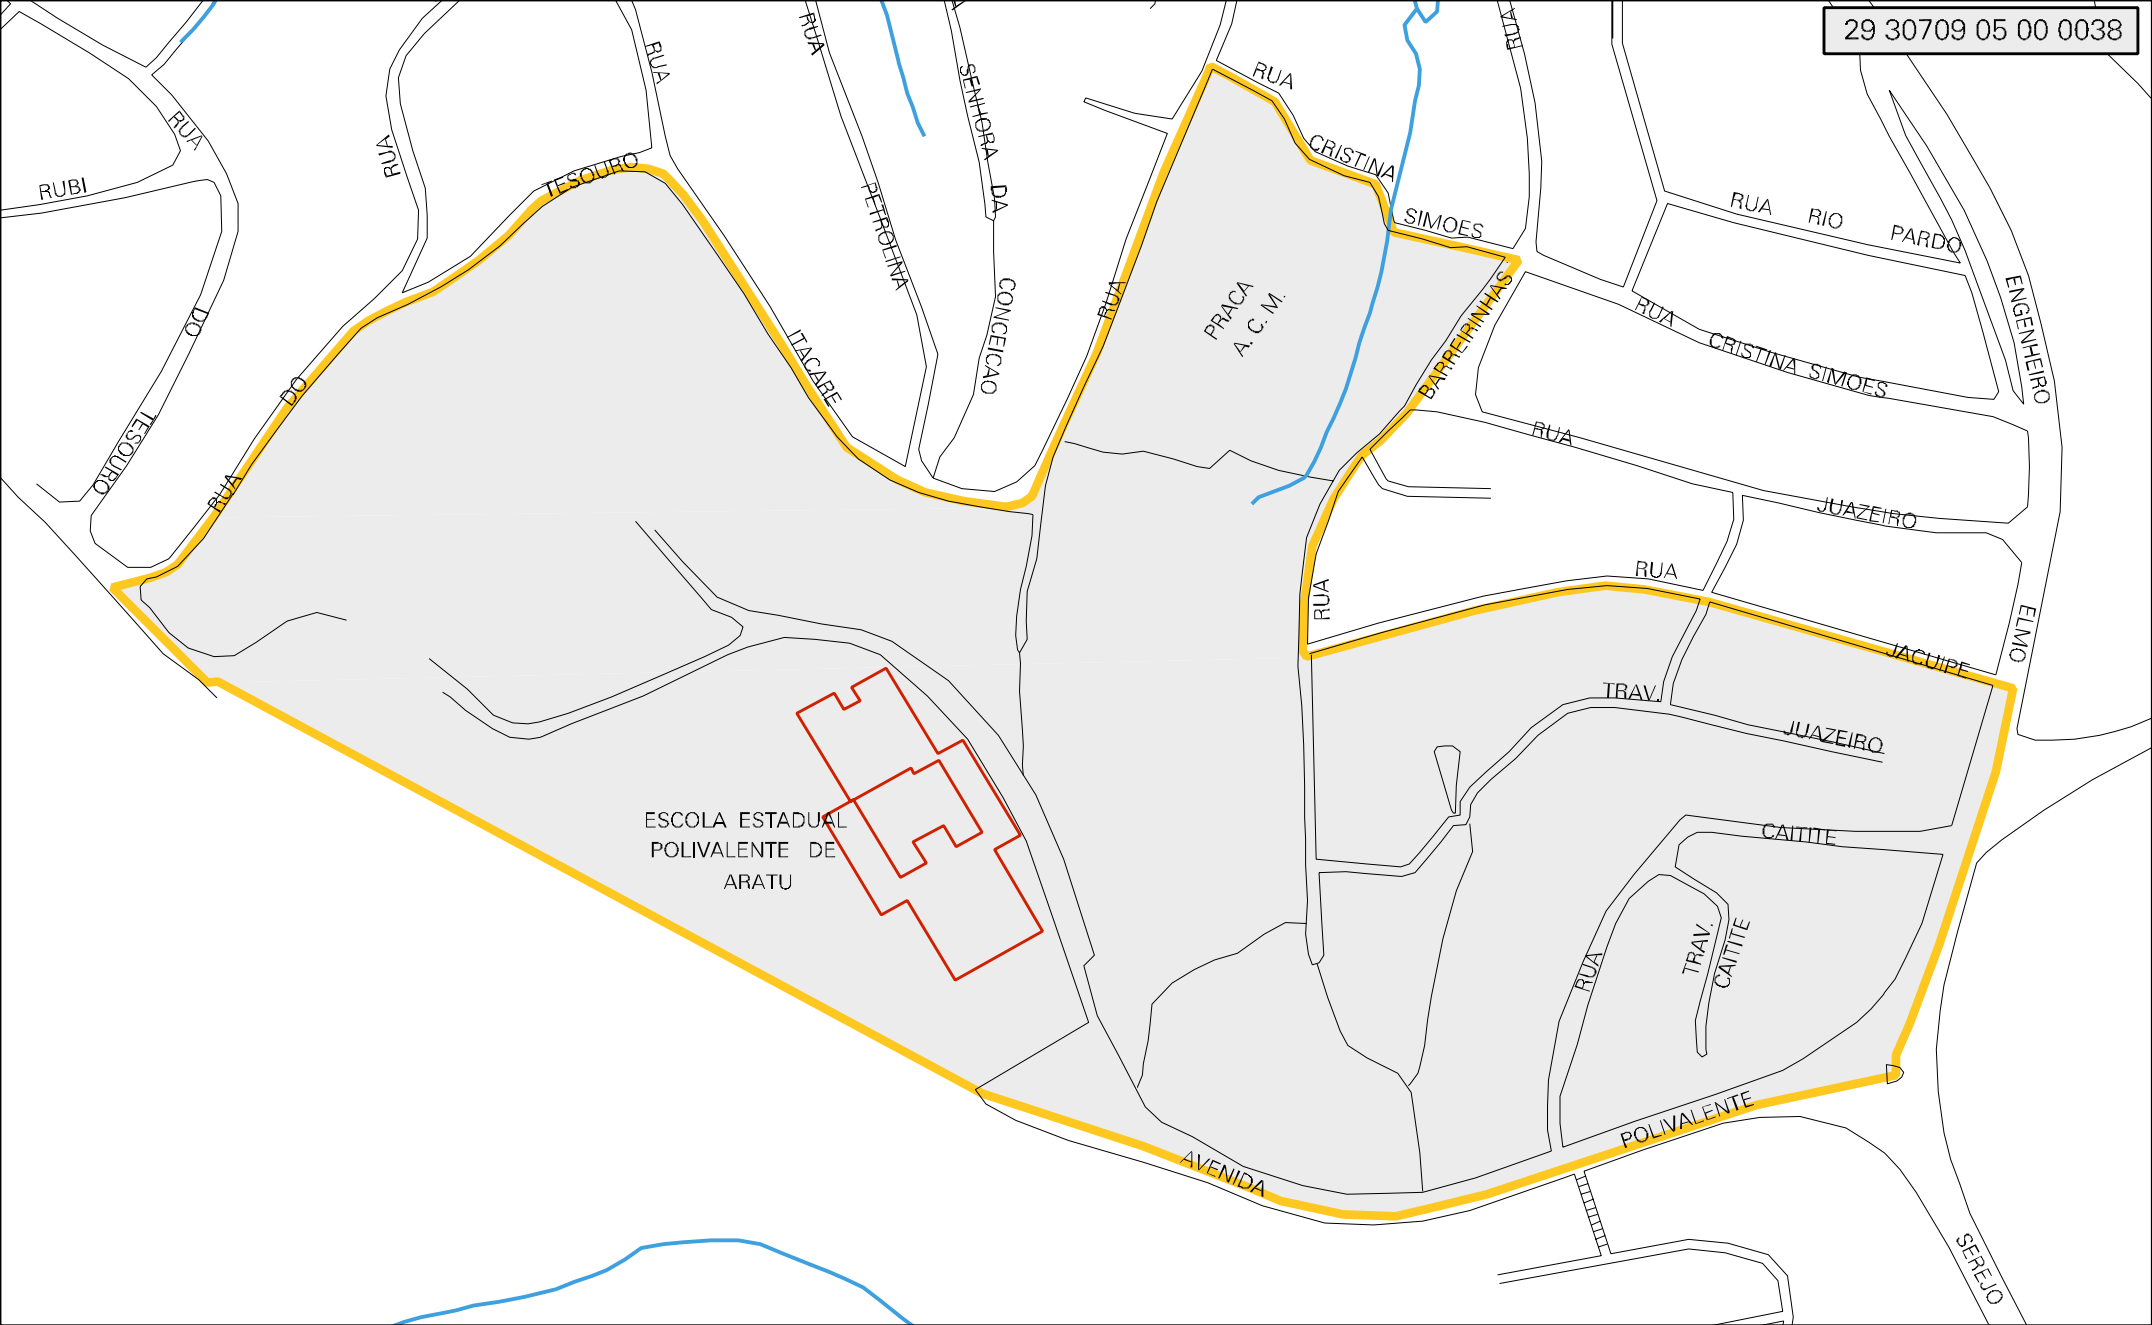 29 30709 05 00 0038
RUA
RUA
RUA
RUA
RUA
RUA
RUBI
TESOURO
SENHORA DA
CONCEICAO
PETROLINA
CRISTINA
SIMOES
RUA RIO PARDO
PRACA
A. C. M.
RUA
BARREIRINHAS
RUA
CRISTINA SIMOES
ENGENHEIRO
DO
TESOURO
DO
RUA
ITACARE
RUA
JUAZEIRO
RUA
RUA
JACUIPE
ELMO
TRAV.
JUAZEIRO
ESCOLA ESTADUAL
POLIVALENTE DE
ARATU
CAITITE
RUA
TRAV.
CAITITE
AVENIDA
POLIVALENTE
SEREJO